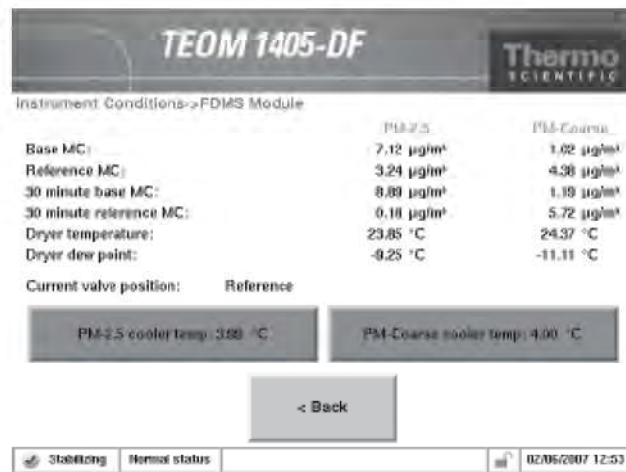 TEOM 1405-DF
Thermo
SCIENTIFIC
Instrument Conditions->FDMS Module
PM-2.5 PM-Coarse
Base MC: 7.12 µg/m³ 1.02 µg/m³
Reference MC: 3.24 µg/m³ 4.38 µg/m³
30 minute base MC: 8.89 µg/m³ 1.19 µg/m³
30 minute reference MC: 0.18 µg/m³ 5.72 µg/m³
Dryer temperature: 23.85 °C 24.37 °C
Dryer dew point: -9.25 °C -11.11 °C
Current valve position: Reference
PM-2.5 cooler temp: °C PM-Coarse cooler temp: 4.00 °C
< Back
Stabilizing Normal status 02/06/2007 12:53